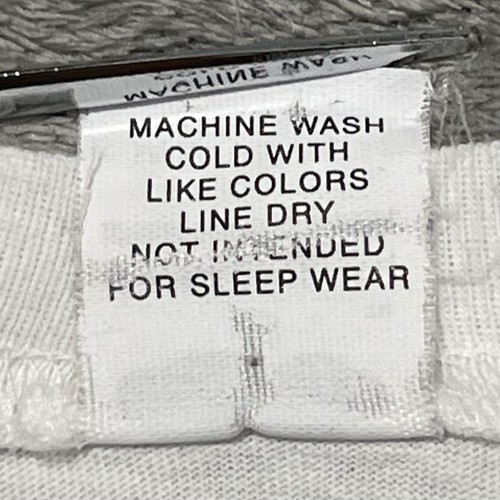 MACHINE WASH
COLD WITH
LIKE COLORS
LINE DRY
NOT INTENDED
FOR SLEEP WEAR